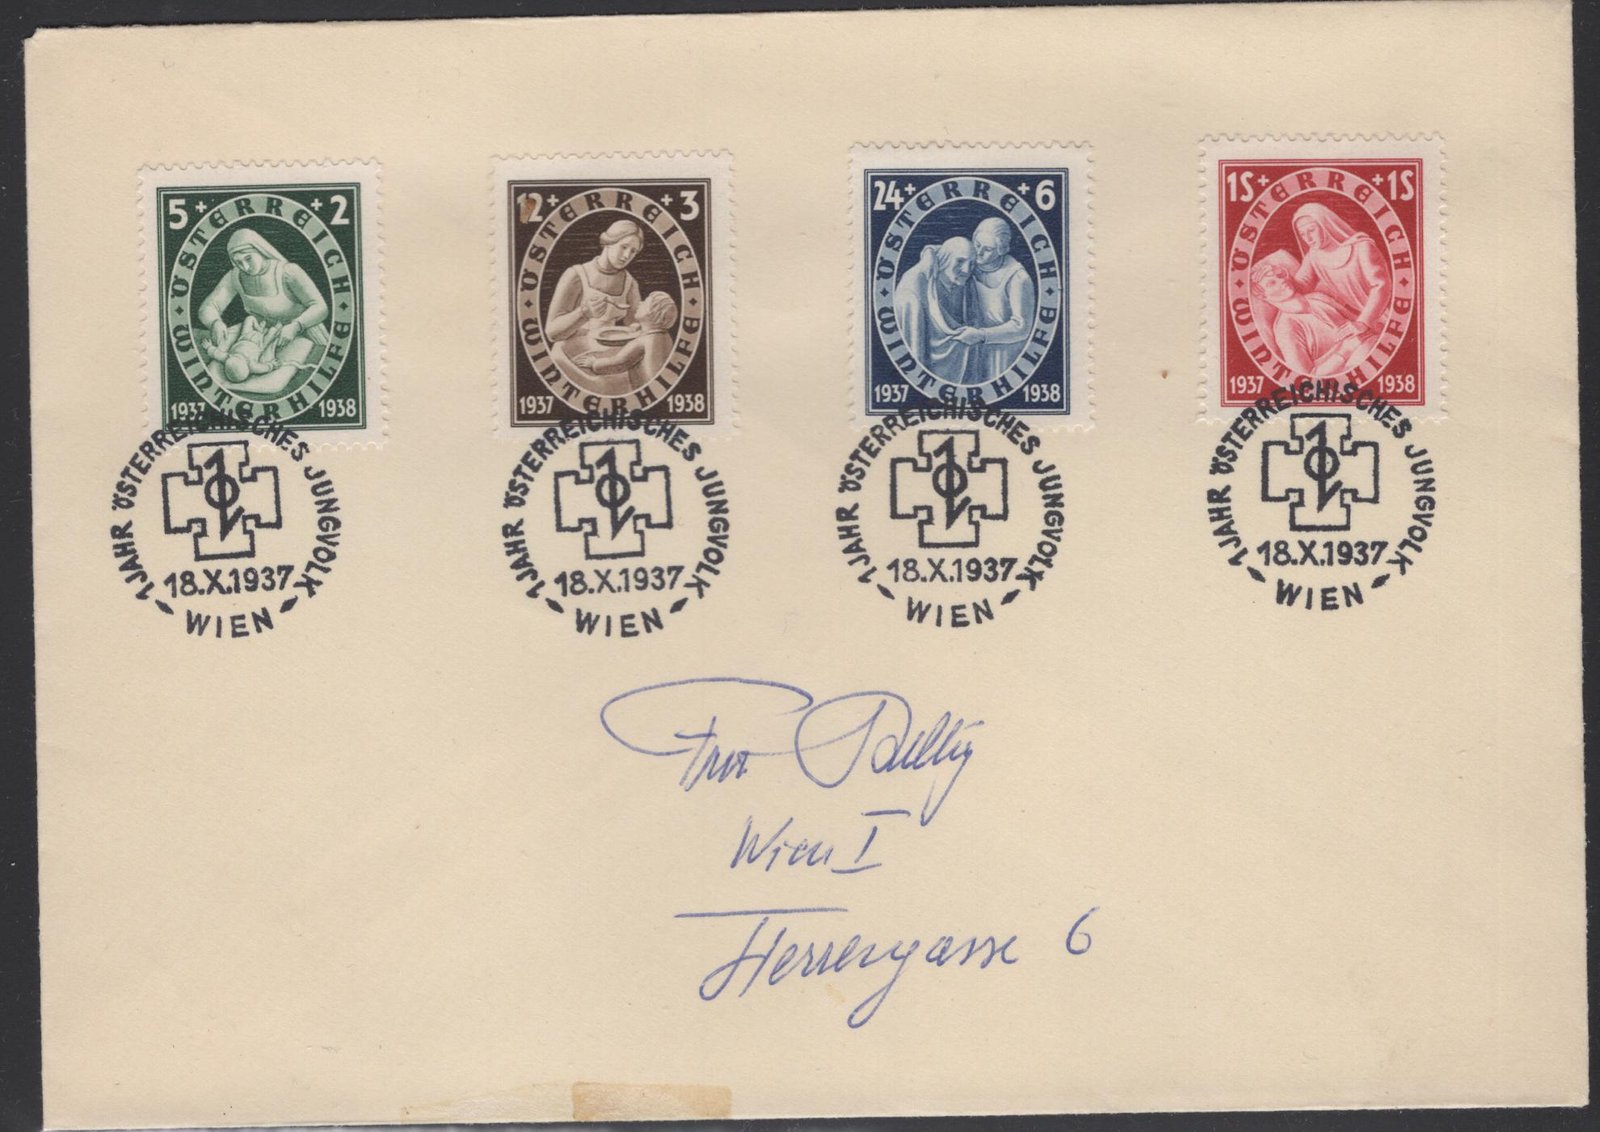 5 + + 2
ÖSTERREICH
WINTERHILFE
1937 1938
12 + + 3
ÖSTERREICH
WINTERHILFE
1937 1938
24 + + 6
ÖSTERREICH
WINTERHILFE
1937 1938
1S + + 1S
ÖSTERREICH
WINTERHILFE
1937 1938
1 JAHR ÖSTERREICHISCHES JUNGVOLK
18.X.1937
WIEN
1 JAHR ÖSTERREICHISCHES JUNGVOLK
18.X.1937
WIEN
1 JAHR ÖSTERREICHISCHES JUNGVOLK
18.X.1937
WIEN
1 JAHR ÖSTERREICHISCHES JUNGVOLK
18.X.1937
WIEN
Wien I
Herrengasse 6